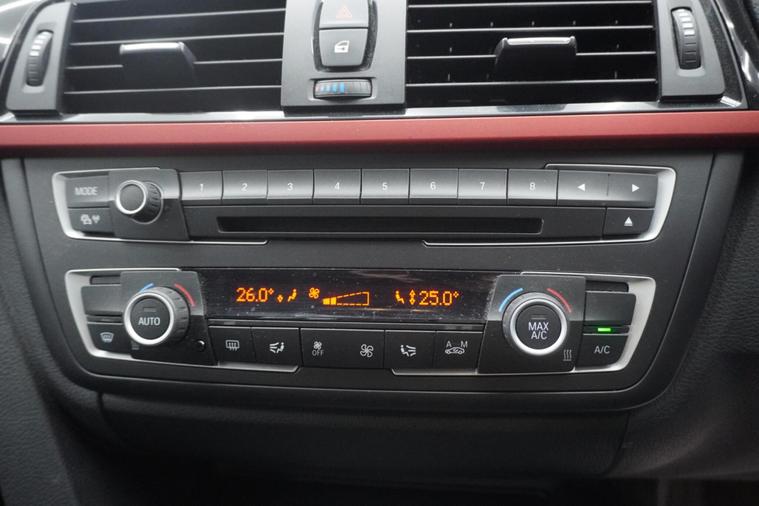 MODE 1 2 3 4 5 6 7 8
26.0° 25.0°
AUTO MAX A/C
OFF A M A/C